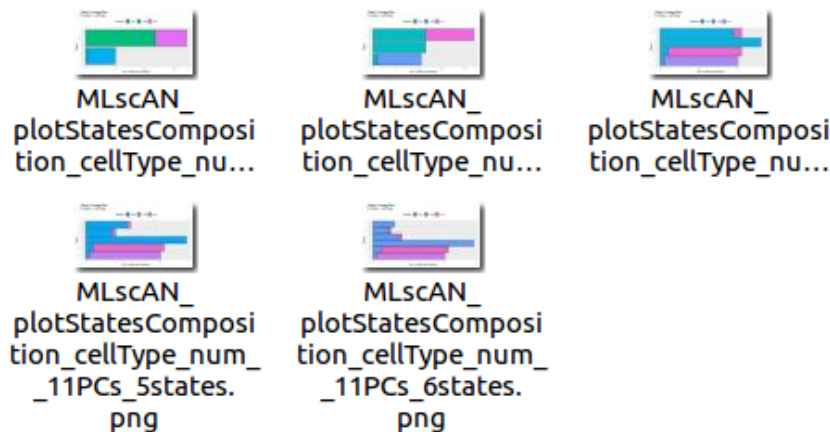 MLscAN_
plotStatesComposi
tion_cellType_nu...
MLscAN_
plotStatesComposi
tion_cellType_nu...
MLscAN_
plotStatesComposi
tion_cellType_nu...
MLscAN_
plotStatesComposi
tion_cellType_num_
_11PCs_5states.
png
MLscAN_
plotStatesComposi
tion_cellType_num_
_11PCs_6states.
png